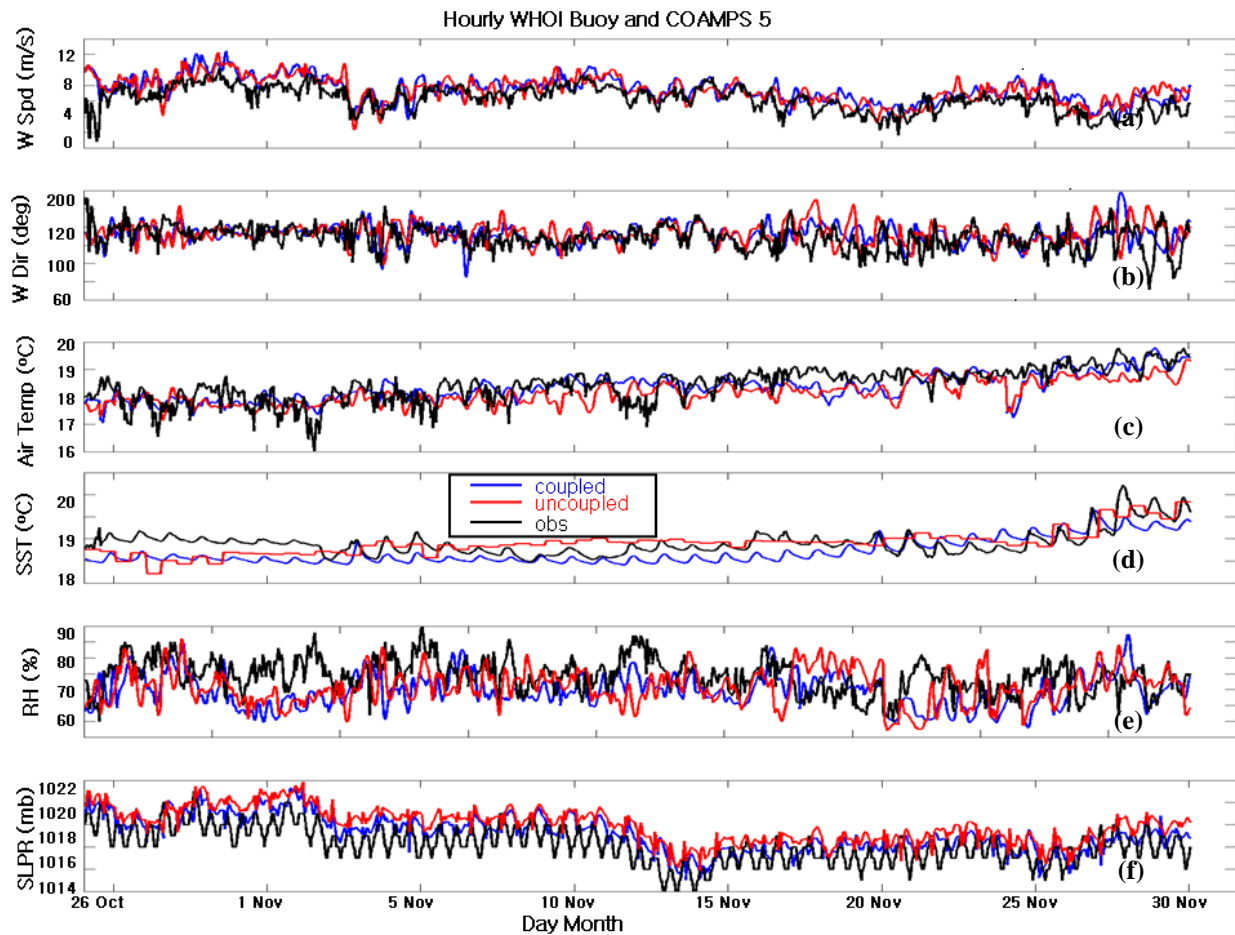 Hourly WHOI Buoy and COAMPS 5
W Spd (m/s)
12
8
4
0
(a)
W Dir (deg)
200
120
100
60
(b)
Air Temp (ºC)
20
19
18
17
16
(c)
SST (ºC)
20
19
18
coupled
uncoupled
obs
(d)
RH (%)
90
80
70
60
(e)
SLPR (mb)
1022
1020
1018
1016
1014
(f)
26 Oct 1 Nov 5 Nov 10 Nov 15 Nov 20 Nov 25 Nov 30 Nov
Day Month